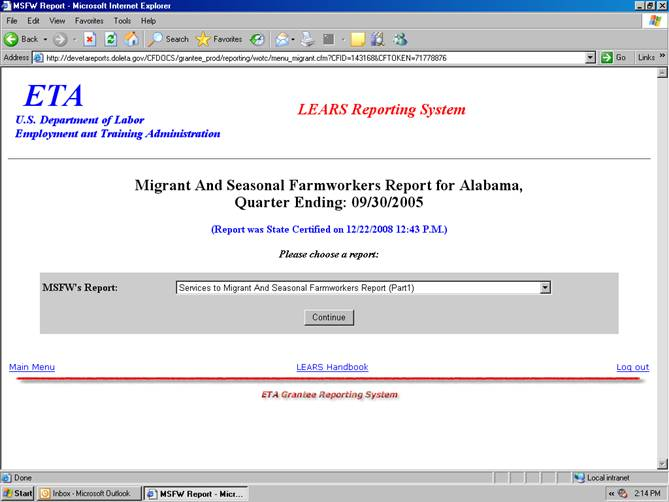 MSFW Report - Microsoft Internet Explorer
File Edit View Favorites Tools Help
Back Search Favorites
Address http://devetareports.doleta.gov/CFDOCS/grantee_prod/reporting/wotc/menu_migrant.cfm?CFID=143168&CFTOKEN=71778876 Go Links »
ETA
U.S. Department of Labor
Employment ant Training Administration
LEARS Reporting System
Migrant And Seasonal Farmworkers Report for Alabama,
Quarter Ending: 09/30/2005
(Report was State Certified on 12/22/2008 12:43 P.M.)
Please choose a report:
MSFW's Report: Services to Migrant And Seasonal Farmworkers Report (Part1)
Continue
Main Menu LEARS Handbook Log out
ETA Grantee Reporting System
Done Local intranet
Start Inbox - Microsoft Outlook MSFW Report - Micr... « 2:14 PM